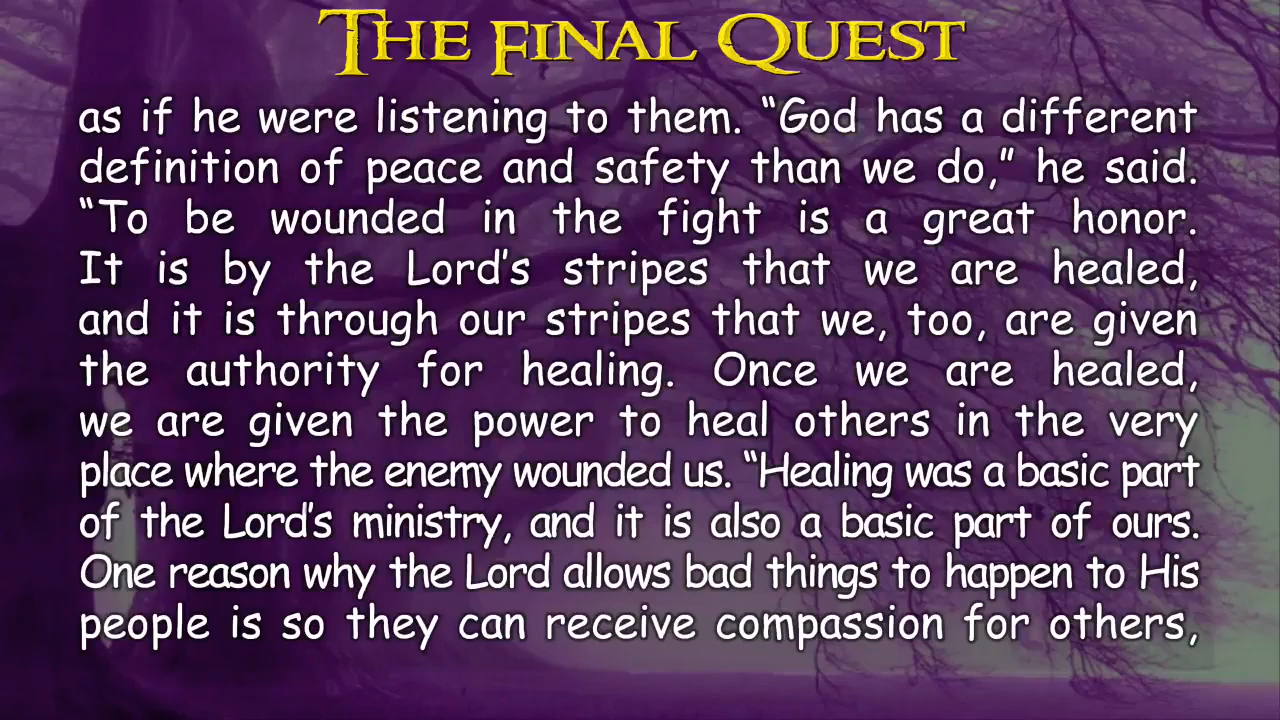 THE FINAL QUEST
as if he were listening to them. “God has a different
definition of peace and safety than we do,” he said.
“To be wounded in the fight is a great honor.
It is by the Lord’s stripes that we are healed,
and it is through our stripes that we, too, are given
the authority for healing. Once we are healed,
we are given the power to heal others in the very
place where the enemy wounded us. “Healing was a basic part
of the Lord’s ministry, and it is also a basic part of ours.
One reason why the Lord allows bad things to happen to His
people is so they can receive compassion for others,